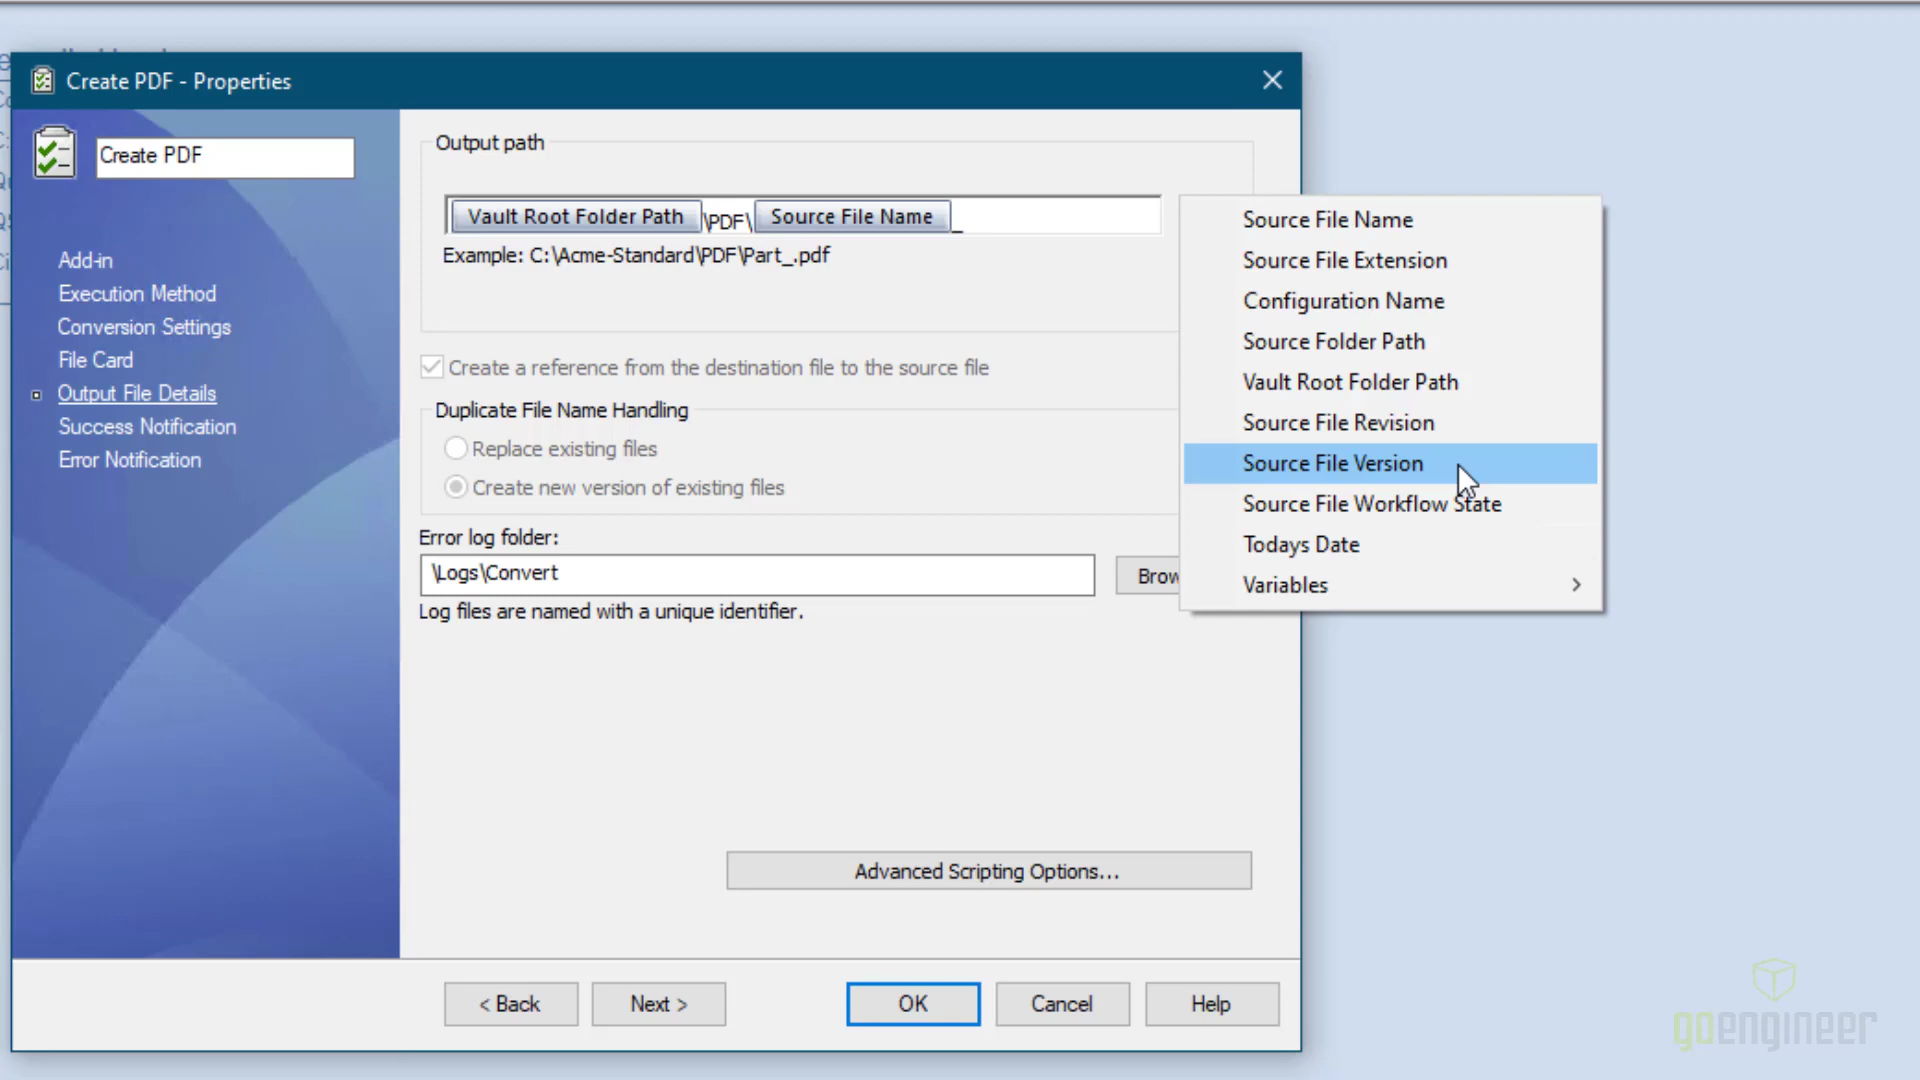 Create PDF - Properties
Create PDF
Add-in
Execution Method
Conversion Settings
File Card
Output File Details
Success Notification
Error Notification
Output path
Vault Root Folder Path \PDF\ Source File Name _
Example: C:\Acme-Standard\PDF\Part_.pdf
Create a reference from the destination file to the source file
Duplicate File Name Handling
Replace existing files
Create new version of existing files
Error log folder:
\Logs\Convert
Brow
Log files are named with a unique identifier.
Advanced Scripting Options...
< Back
Next >
OK
Cancel
Help
Source File Name
Source File Extension
Configuration Name
Source Folder Path
Vault Root Folder Path
Source File Revision
Source File Version
Source File Workflow State
Todays Date
Variables
goengineer